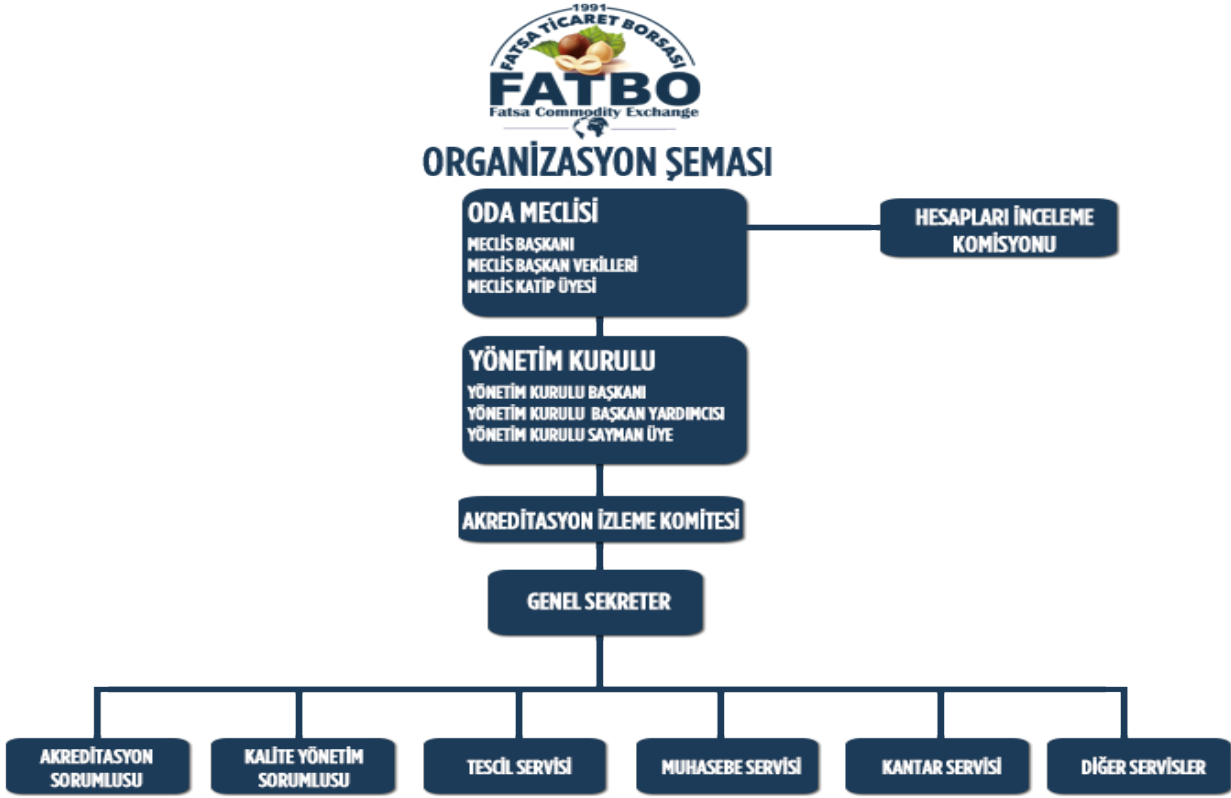 1991
FATSA TİCARET BORSASI
FATBO
Fatsa Commodity Exchange
ORGANİZASYON ŞEMASI
ODA MECLİSİ
MECLİS BAŞKANI
MECLİS BAŞKAN VEKİLLERİ
MECLİS KATİP ÜYESİ
HESAPLARI İNCELEME
KOMİSYONU
YÖNETİM KURULU
YÖNETİM KURULU BAŞKANI
YÖNETİM KURULU BAŞKAN YARDIMCISI
YÖNETİM KURULU SAYMAN ÜYE
AKREDİTASYON İZLEME KOMİTESİ
GENEL SEKRETER
AKREDİTASYON
SORUMLUSU
KALİTE YÖNETİM
SORUMLUSU
TESCİL SERVİSİ
MUHASEBE SERVİSİ
KANTAR SERVİSİ
DİĞER SERVİSLER